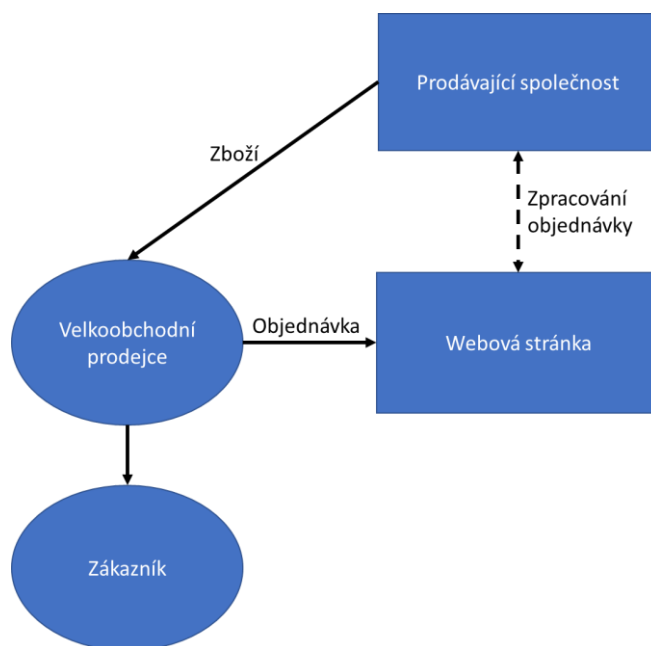 Prodávající společnost
Zboží
Zpracování
objednávky
Velkoobchodní
prodejce
Objednávka
Webová stránka
Zákazník